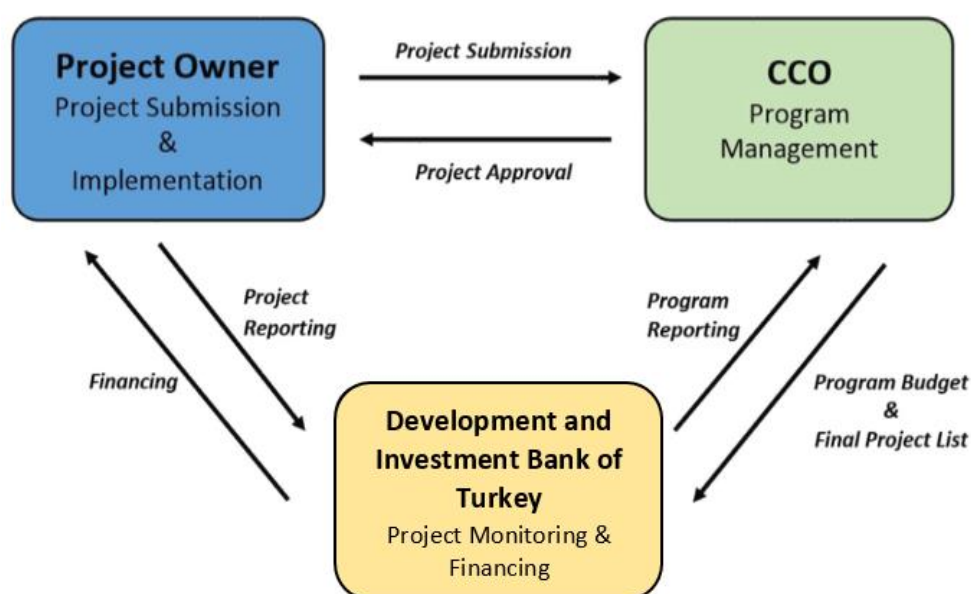 Project Owner
Project Submission
&
Implementation
Project Submission
Project Approval
CCO
Program
Management
Project
Reporting
Financing
Program
Reporting
Program Budget
&
Final Project List
Development and
Investment Bank of
Turkey
Project Monitoring &
Financing